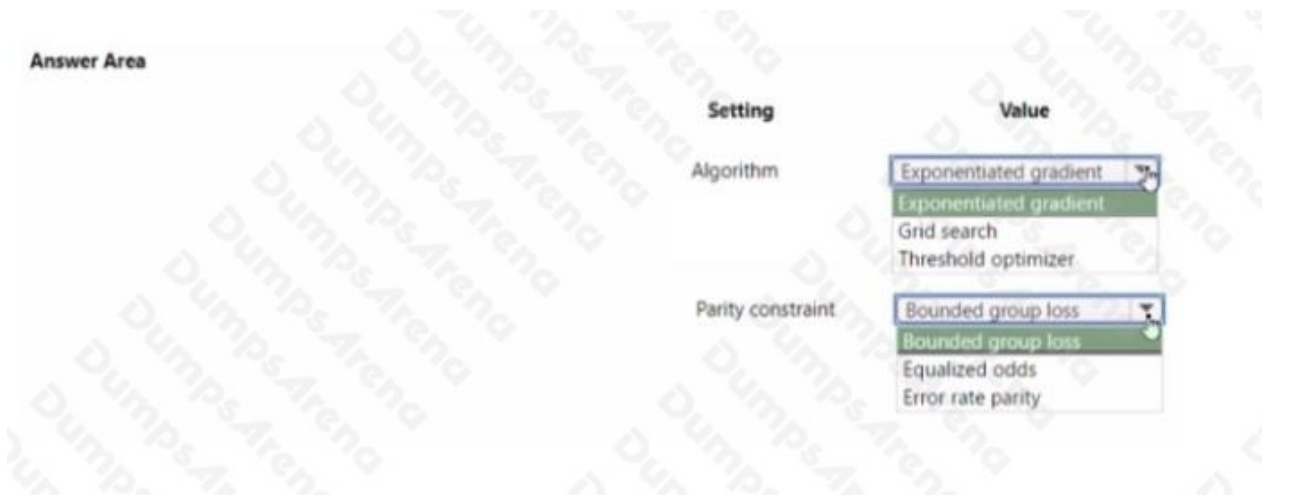 Answer Area
Setting Value
Algorithm Exponentiated gradient
Exponentiated gradient
Grid search
Threshold optimizer
Parity constraint Bounded group loss
Bounded group loss
Equalized odds
Error rate parity
DumpsArena